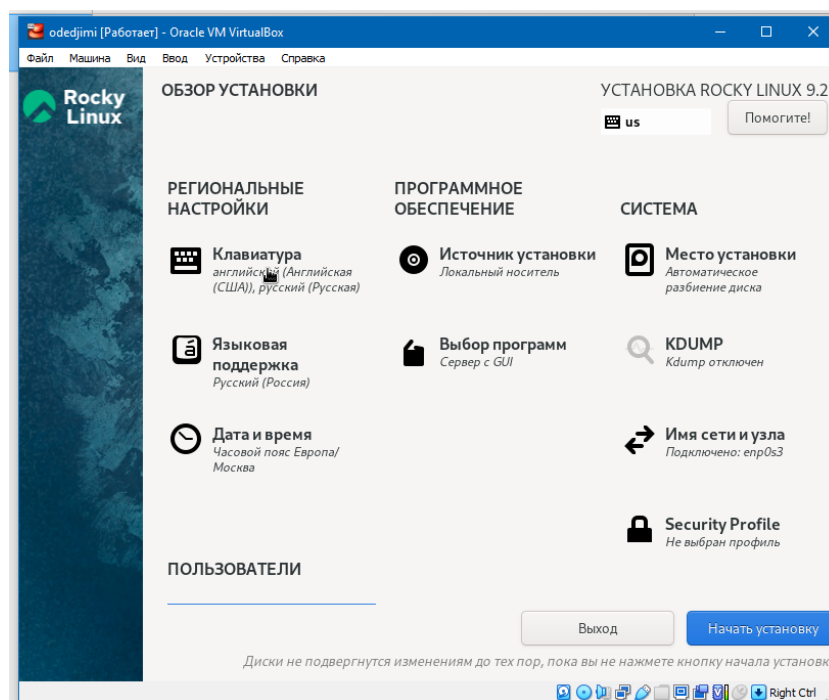 odedjimi [Работает] - Oracle VM VirtualBox
Файл Машина Вид Ввод Устройства Справка
Rocky
Linux
ОБЗОР УСТАНОВКИ
УСТАНОВКА ROCKY LINUX 9.2
us
Помогите!
РЕГИОНАЛЬНЫЕ
НАСТРОЙКИ
Клавиатура
английский (Английская
(США)), русский (Русская)
Языковая
поддержка
Русский (Россия)
Дата и время
Часовой пояс Европа/
Москва
ПРОГРАММНОЕ
ОБЕСПЕЧЕНИЕ
Источник установки
Локальный носитель
Выбор программ
Сервер с GUI
СИСТЕМА
Место установки
Автоматическое
разбиение диска
KDUMP
Kdump отключен
Имя сети и узла
Подключено: enp0s3
Security Profile
Не выбран профиль
ПОЛЬЗОВАТЕЛИ
Выход
Начать установку
Диски не подвергнутся изменениям до тех пор, пока вы не нажмете кнопку начала установк
Right Ctrl